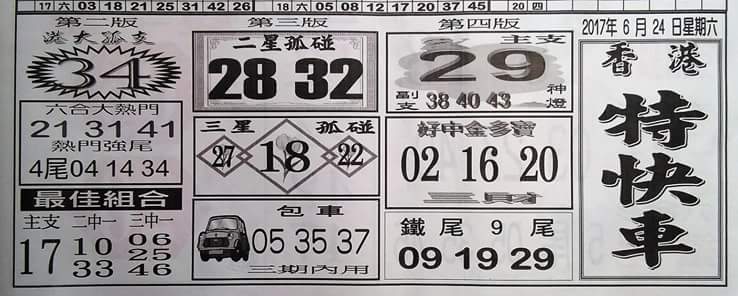 17 六 03 18 21 25 31 42 26
18 六 05 08 12 17 20 37 45
20 四
第二版
港大孤支
34
六合大熱門
21 31 41
熱門強尾
4尾 04 14 34
最佳組合
主支 二中一 三中一
17 10 06
33 25
46
第三版
二星孤碰
28 32
三星 孤碰
27 18 22
包車
05 35 37
三期內用
第四版
主支
29
副支 38 40 43 神燈
好申金多寶
02 16 20
三財
鐵尾 9尾
09 19 29
2017年 6 月 24 日星期六
香港
特快車